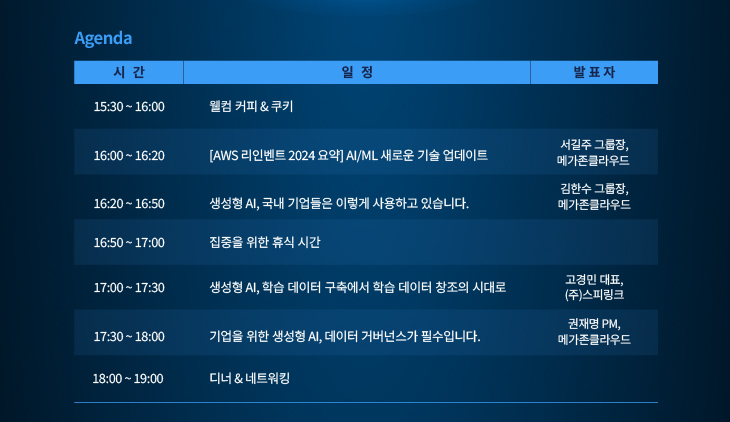 Agenda
시 간 일 정 발 표 자
15:30 ~ 16:00 웰컴 커피 & 쿠키
16:00 ~ 16:20 [AWS 리인벤트 2024 요약] AI/ML 새로운 기술 업데이트 서길주 그룹장,
메가존클라우드
16:20 ~ 16:50 생성형 AI, 국내 기업들은 이렇게 사용하고 있습니다. 김한수 그룹장,
메가존클라우드
16:50 ~ 17:00 집중을 위한 휴식 시간
17:00 ~ 17:30 생성형 AI, 학습 데이터 구축에서 학습 데이터 창조의 시대로 고경민 대표,
(주)스피링크
17:30 ~ 18:00 기업을 위한 생성형 AI, 데이터 거버넌스가 필수입니다. 권재명 PM,
메가존클라우드
18:00 ~ 19:00 디너 & 네트워킹